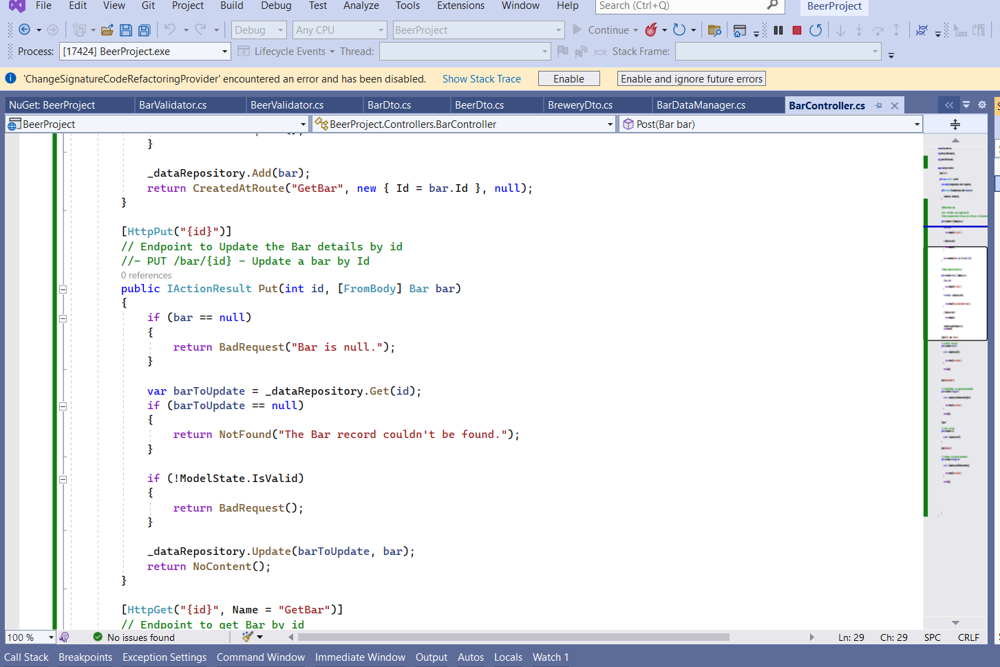 File Edit View Git Project Build Debug Test Analyze Tools Extensions Window Help Search (Ctrl+Q) BeerProject
Debug Any CPU BeerProject Continue
Process: [17424] BeerProject.exe Lifecycle Events Thread: Stack Frame:
'ChangeSignatureCodeRefactoringProvider' encountered an error and has been disabled. Show Stack Trace Enable Enable and ignore future errors
NuGet: BeerProject BarValidator.cs BeerValidator.cs BarDto.cs BeerDto.cs BreweryDto.cs BarDataManager.cs BarController.cs
BeerProject BeerProject.Controllers.BarController Post(Bar bar)
}
_dataRepository.Add(bar);
return CreatedAtRoute("GetBar", new { Id = bar.Id }, null);
}
[HttpPut("{id}")]
// Endpoint to Update the Bar details by id
//- PUT /bar/{id} - Update a bar by Id
0 references
public IActionResult Put(int id, [FromBody] Bar bar)
{
if (bar == null)
{
return BadRequest("Bar is null.");
}
var barToUpdate = _dataRepository.Get(id);
if (barToUpdate == null)
{
return NotFound("The Bar record couldn't be found.");
}
if (!ModelState.IsValid)
{
return BadRequest();
}
_dataRepository.Update(barToUpdate, bar);
return NoContent();
}
[HttpGet("{id}", Name = "GetBar")]
// Endpoint to get Bar by id
100 % No issues found Ln: 29 Ch: 29 SPC CRLF
Call Stack Breakpoints Exception Settings Command Window Immediate Window Output Autos Locals Watch 1